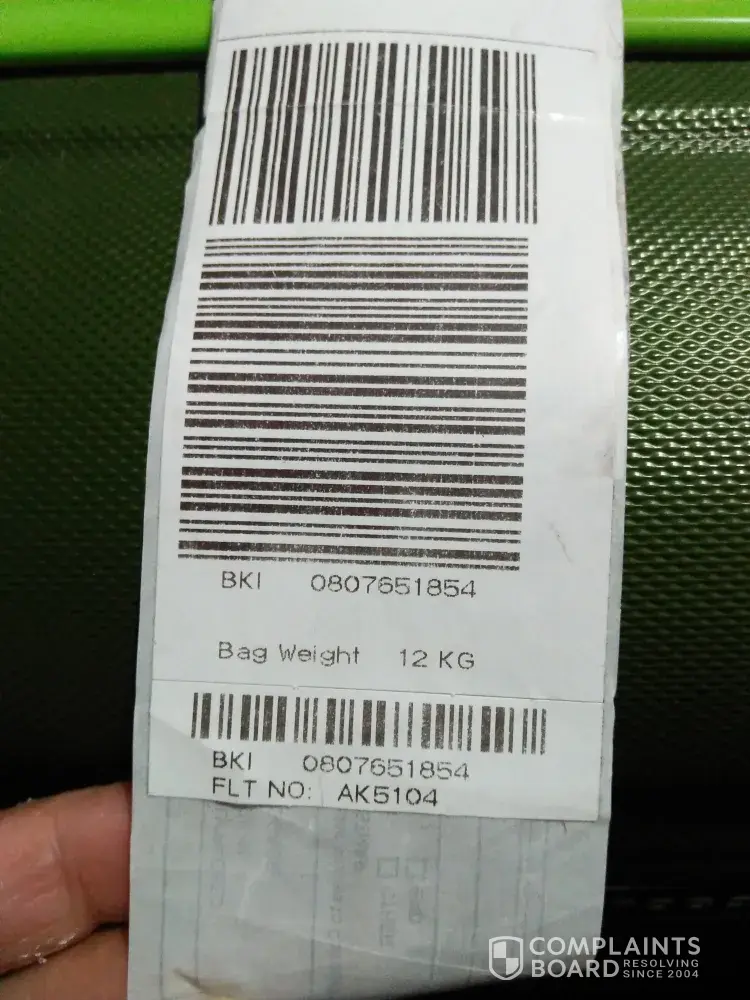 BKI 0807651854
Bag Weight 12 KG
BKI 0807651854
FLT NO: AK5104
COMPLAINTS
BOARD RESOLVING
SINCE 2004